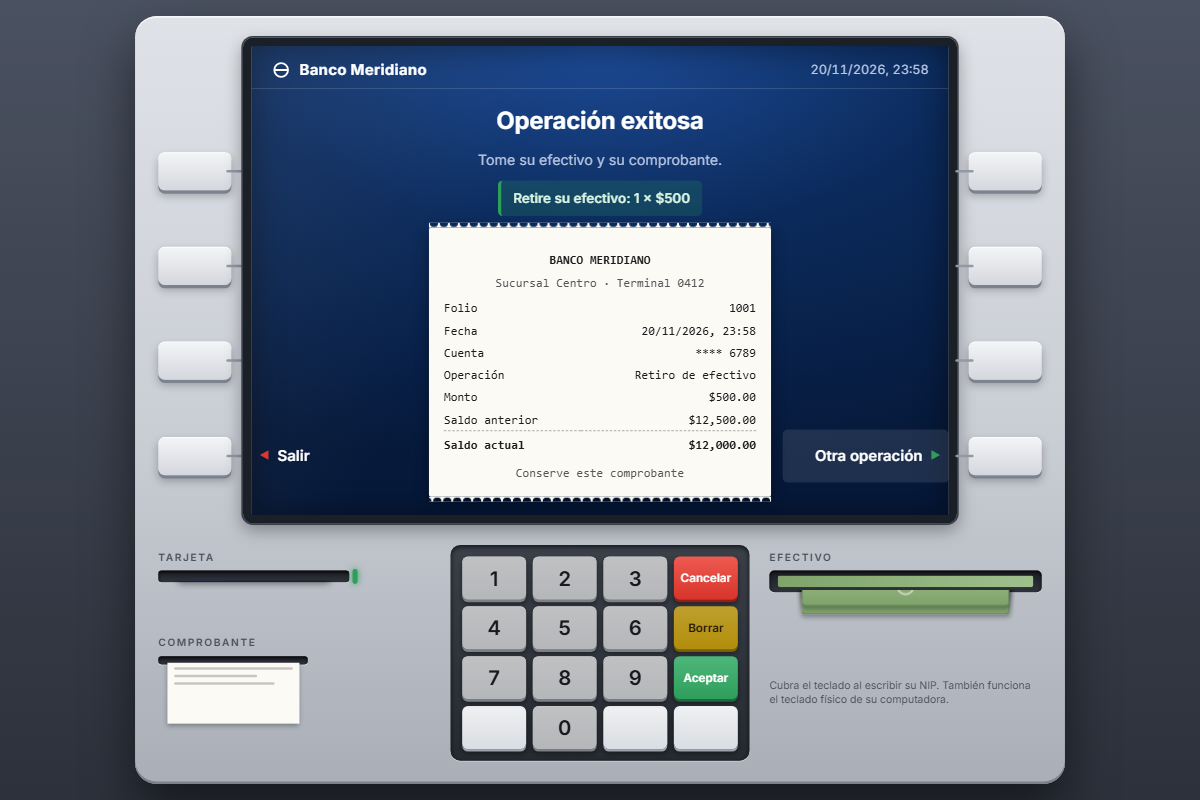 Banco Meridiano
20/11/2026, 23:58
Operación exitosa
Tome su efectivo y su comprobante.
Retire su efectivo: 1 × $500
BANCO MERIDIANO
Sucursal Centro · Terminal 0412
Folio 1001
Fecha 20/11/2026, 23:58
Cuenta **** 6789
Operación Retiro de efectivo
Monto $500.00
Saldo anterior $12,500.00
Saldo actual $12,000.00
Conserve este comprobante
Salir
Otra operación
TARJETA
COMPROBANTE
1 2 3 Cancelar
4 5 6 Borrar
7 8 9 Aceptar
0
EFECTIVO
Cubra el teclado al escribir su NIP. También funciona
el teclado físico de su computadora.